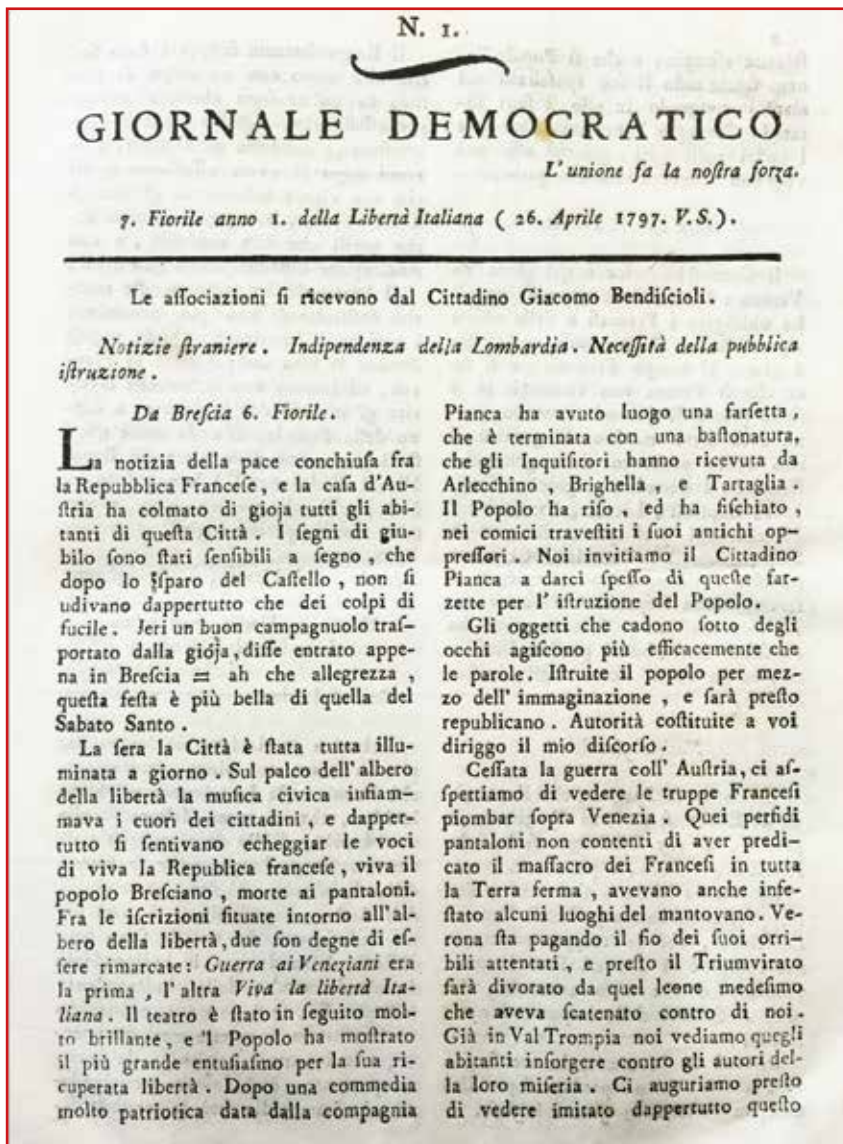 N. 1.
GIORNALE DEMOCRATICO
L'unione fa la noſtra forza.
7. Fiorile anno 1. della Libertà Italiana ( 26. Aprile 1797. V. S. ).
Le aſſociazioni ſi ricevono dal Cittadino Giacomo Bendiſcioli.
Notizie ſtraniere. Indipendenza della Lombardia. Neceſſità della pubblica
iſtruzione.
Da Breſcia 6. Fiorile.
La notizia della pace conchiuſa fra
la Repubblica Franceſe, e la caſa d'Au-
ſtria ha colmato di gioja tutti gli abi-
tanti di queſta Città. I ſegni di giu-
bilo ſono ſtati ſenſibili a ſegno, che
dopo lo ſparo del Caſtello, non ſi
udivano dappertutto che dei colpi di
fucile. Jeri un buon campagnuolo traſ-
portato dalla gioja, diſſe entrato appe-
na in Breſcia = ah che allegrezza,
queſta feſta è più bella di quella del
Sabato Santo.
La ſera la Città è ſtata tutta illu-
minata a giorno. Sul palco dell'albero
della libertà la muſica civica infiam-
mava i cuori dei cittadini, e dapper-
tutto ſi ſentivano echeggiar le voci
di viva la Republica franceſe, viva il
popolo Breſciano, morte ai pantaloni.
Fra le iſcrizioni ſituate intorno all'al-
bero della libertà, due ſon degne di eſ-
ſere rimarcate: Guerra ai Veneziani era
la prima, l'altra Viva la libertà Ita-
liana. Il teatro è ſtato in ſeguito mol-
to brillante, e 'l Popolo ha moſtrato
il più grande entuſiaſmo per la ſua ri-
cuperata libertà. Dopo una commedia
molto patriotica data dalla compagnia
Pianca ha avuto luogo una farſetta,
che è terminata con una baſtonatura,
che gli Inquiſitori hanno ricevuta da
Arlecchino, Brighella, e Tartaglia.
Il Popolo ha riſo, ed ha fiſchiato,
nei comici traveſtiti i ſuoi antichi op-
preſſori. Noi invitiamo il Cittadino
Pianca a darci ſpeſſo di queſte far-
zette per l'iſtruzione del Popolo.
Gli oggetti che cadono ſotto degli
occhi agiſcono più efficacemente che
le parole. Iſtruite il popolo per mez-
zo dell'immaginazione, e ſarà preſto
republicano. Autorità coſtituite a voi
diriggo il mio diſcorſo.
Ceſſata la guerra coll'Auſtria, ci aſ-
ſpettiamo di vedere le truppe Franceſi
piombar ſopra Venezia. Quei perfidi
pantaloni non contenti di aver predi-
cato il maſſacro dei Franceſi in tutta
la Terra ferma, avevano anche infe-
ſtato alcuni luoghi del mantovano. Ve-
rona ſta pagando il fio dei ſuoi orri-
bili attentati, e preſto il Triumvirato
ſarà divorato da quel leone medeſimo
che aveva ſcatenato contro di noi.
Già in Val Trompia noi vediamo quegli
abitanti inſorgere contro gli autori del-
la loro miſeria. Ci auguriamo preſto
di vedere imitato dappertutto queſto